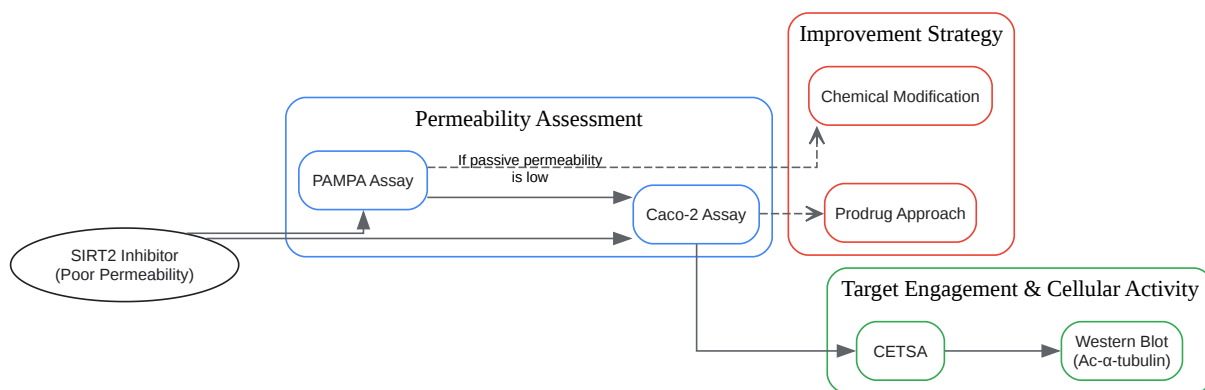 Improvement Strategy
Chemical Modification
Permeability Assessment
If passive permeability
is low
PAMPA Assay
Caco-2 Assay
Prodrug Approach
SIRT2 Inhibitor
(Poor Permeability)
Target Engagement & Cellular Activity
CETSA
Western Blot
(Ac-α-tubulin)